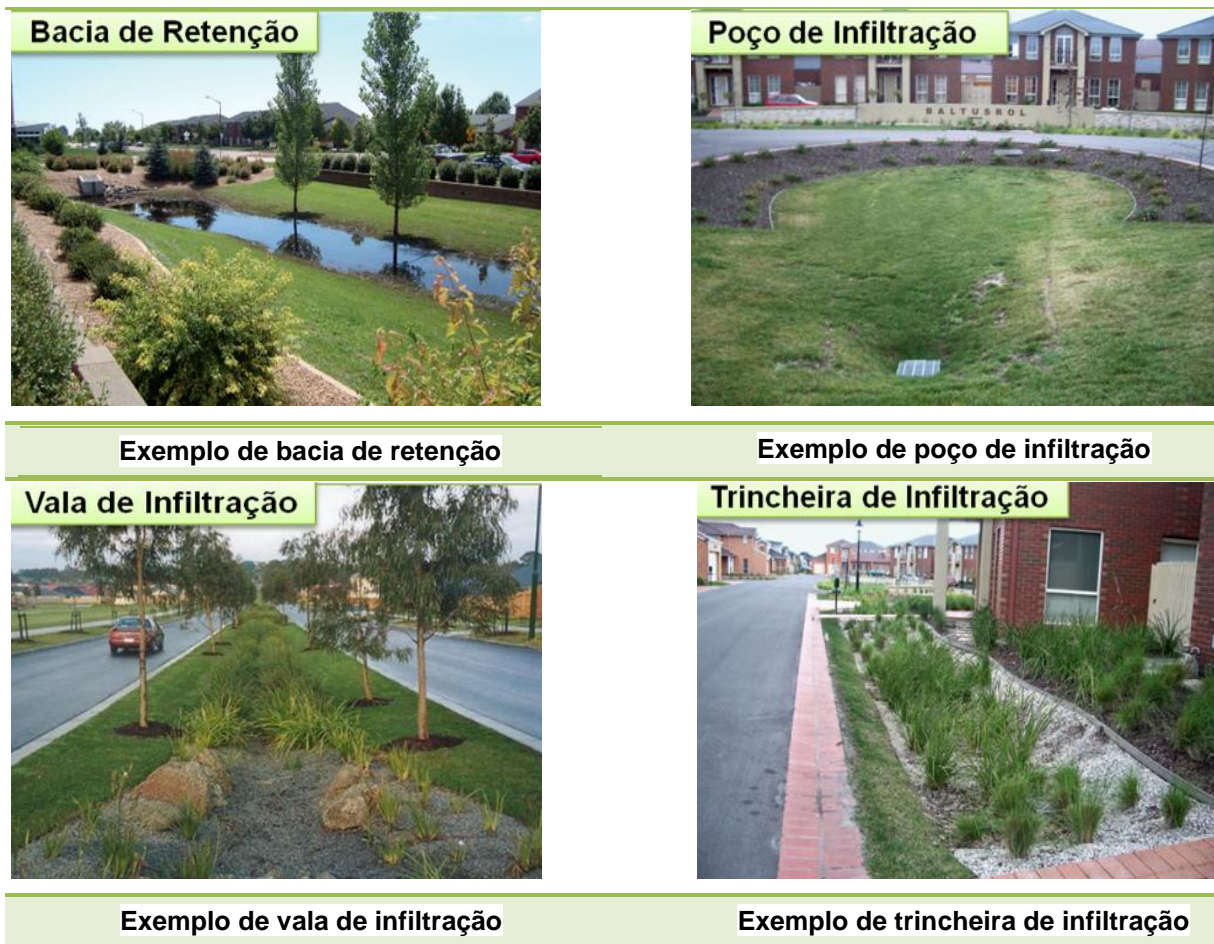 Bacia de Retenção
Poço de Infiltração
BALTUSROL
Exemplo de bacia de retenção
Exemplo de poço de infiltração
Vala de Infiltração
Trincheira de Infiltração
Exemplo de vala de infiltração
Exemplo de trincheira de infiltração